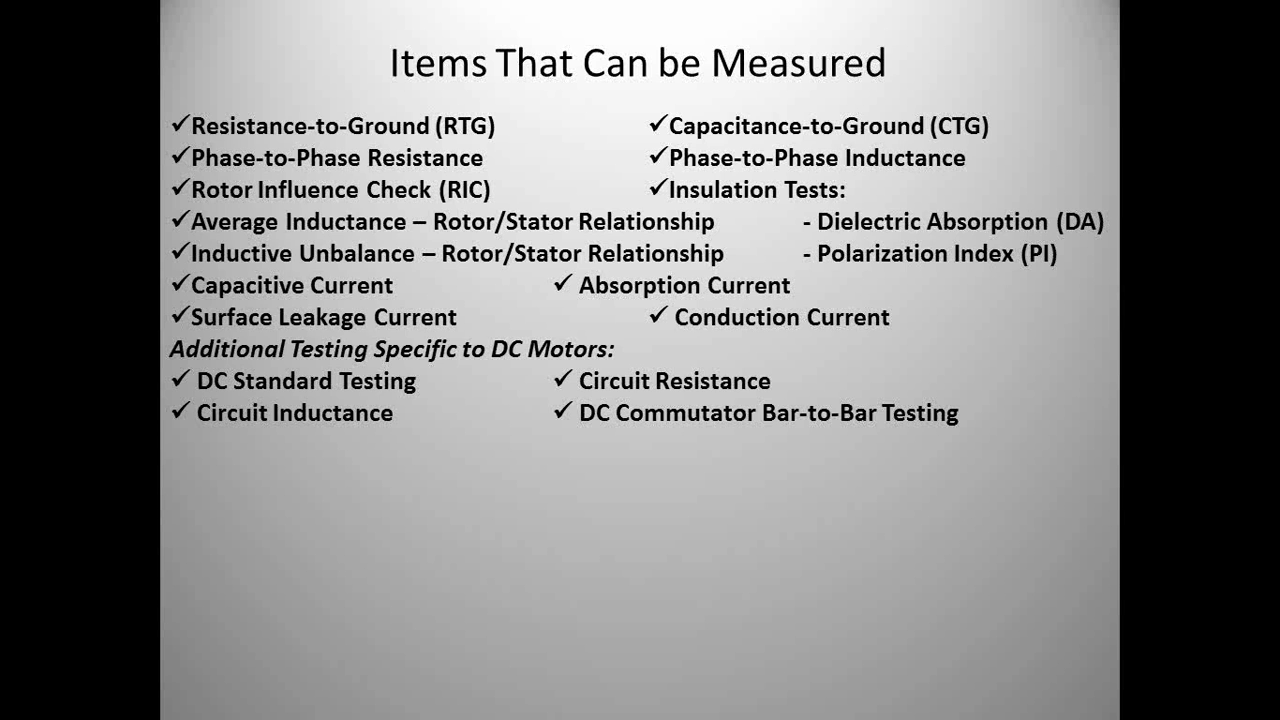 Items That Can be Measured
✓Resistance-to-Ground (RTG) ✓Capacitance-to-Ground (CTG)
✓Phase-to-Phase Resistance ✓Phase-to-Phase Inductance
✓Rotor Influence Check (RIC) ✓Insulation Tests:
✓Average Inductance – Rotor/Stator Relationship - Dielectric Absorption (DA)
✓Inductive Unbalance – Rotor/Stator Relationship - Polarization Index (PI)
✓Capacitive Current ✓ Absorption Current
✓Surface Leakage Current ✓ Conduction Current
Additional Testing Specific to DC Motors:
✓ DC Standard Testing ✓ Circuit Resistance
✓ Circuit Inductance ✓ DC Commutator Bar-to-Bar Testing